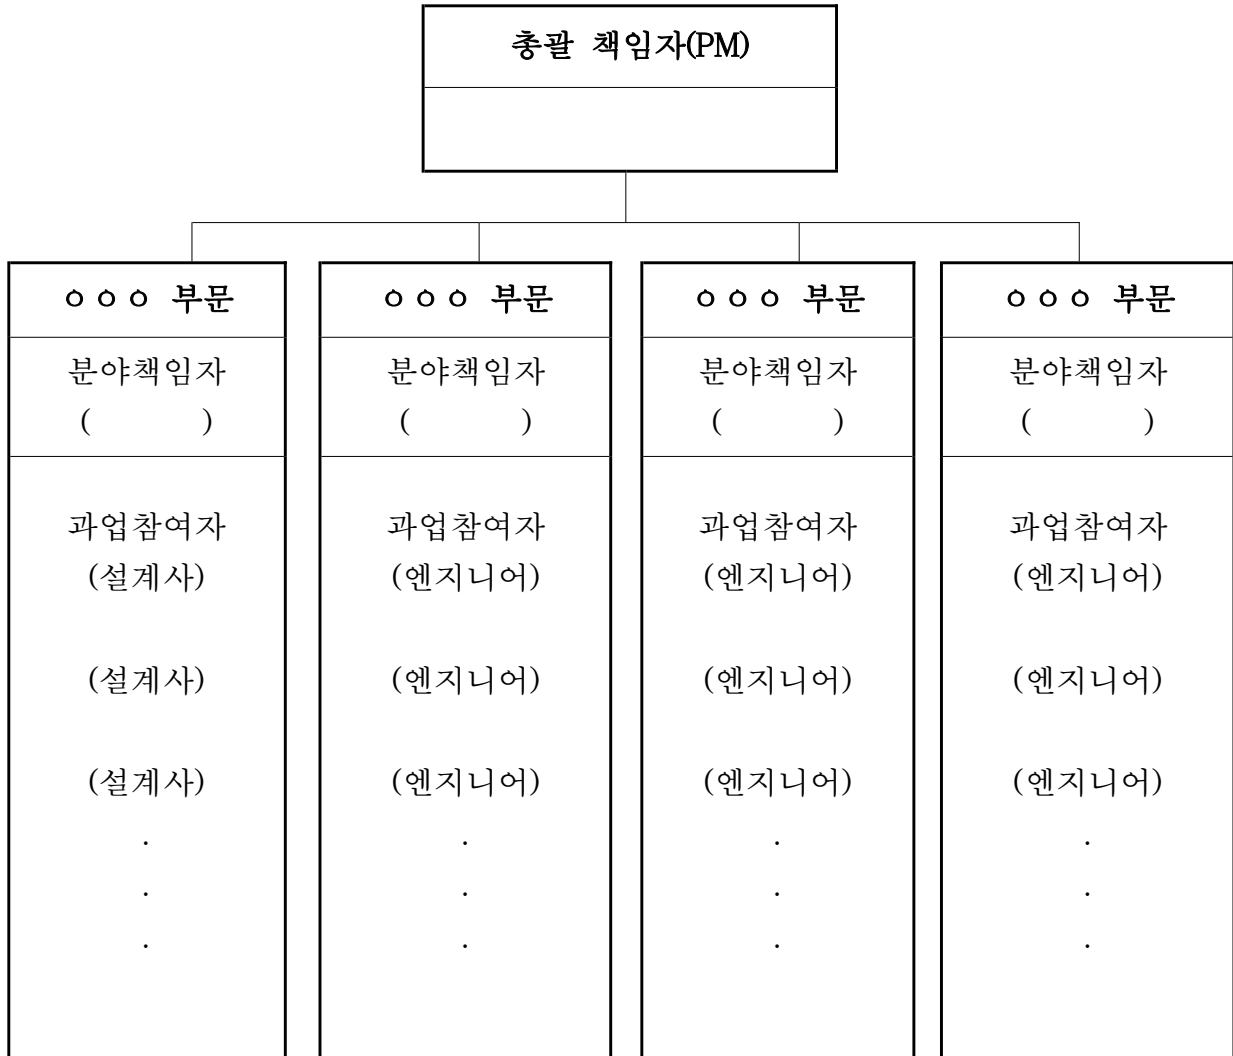 총괄 책임자(PM)
ㅇㅇㅇ 부문
분야책임자
( )
과업참여자
(설계사)
(설계사)
(설계사)
.
.
.
ㅇㅇㅇ 부문
분야책임자
( )
과업참여자
(엔지니어)
(엔지니어)
(엔지니어)
.
.
.
ㅇㅇㅇ 부문
분야책임자
( )
과업참여자
(엔지니어)
(엔지니어)
(엔지니어)
.
.
.
ㅇㅇㅇ 부문
분야책임자
( )
과업참여자
(엔지니어)
(엔지니어)
(엔지니어)
.
.
.